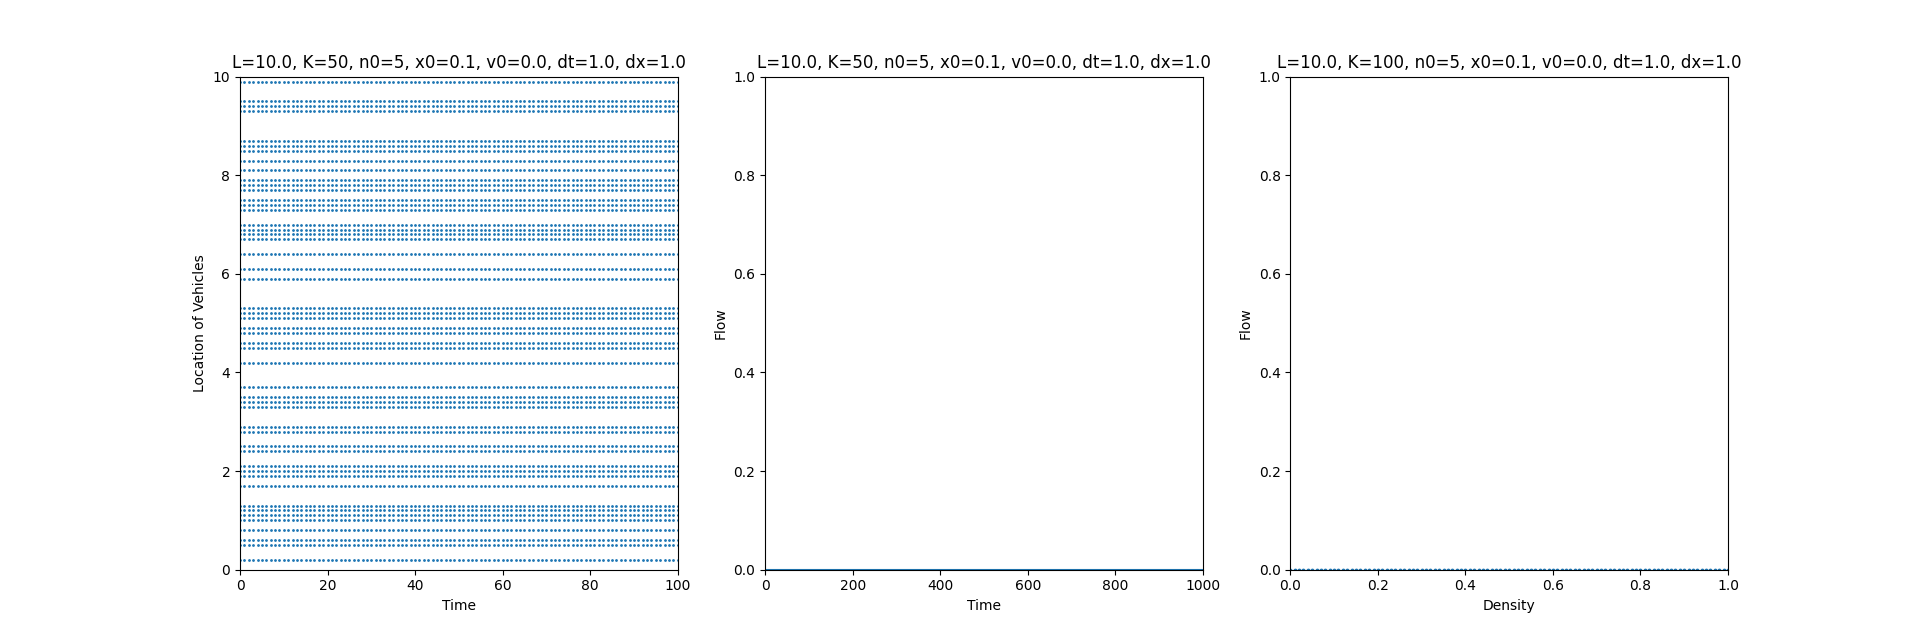 L=10.0, K=50, n0=5, x0=0.1, v0=0.0, dt=1.0, dx=1.0
10
8
6
4
2
0
Location of Vehicles
0 20 40 60 80 100
Time
L=10.0, K=50, n0=5, x0=0.1, v0=0.0, dt=1.0, dx=1.0
1.0
0.8
0.6
0.4
0.2
0.0
Flow
0 200 400 600 800 1000
Time
L=10.0, K=100, n0=5, x0=0.1, v0=0.0, dt=1.0, dx=1.0
1.0
0.8
0.6
0.4
0.2
0.0
Flow
0.0 0.2 0.4 0.6 0.8 1.0
Density